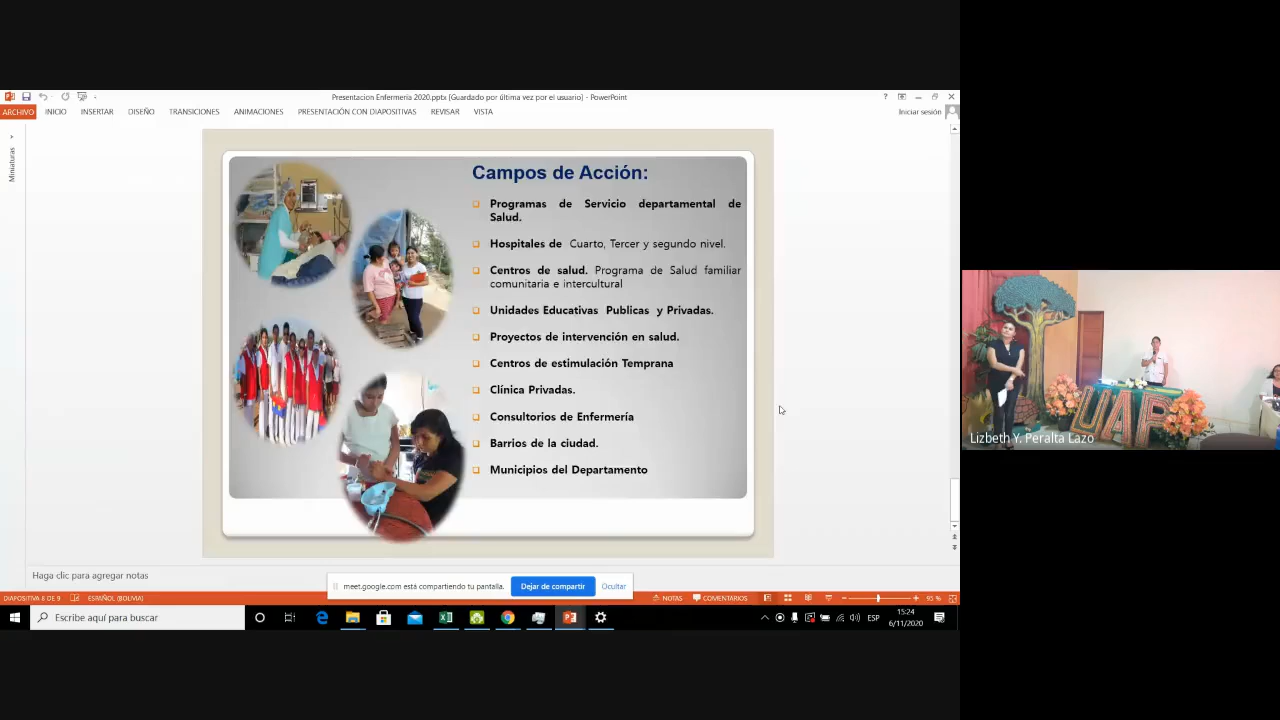 Presentacion Enfermería 2020.pptx [Guardado por última vez por el usuario] - PowerPoint
?
ARCHIVO
INICIO
INSERTAR
DISEÑO
TRANSICIONES
ANIMACIONES
PRESENTACIÓN CON DIAPOSITIVAS
REVISAR
VISTA
Iniciar sesión
Miniaturas
Campos de Acción:
Programas de Servicio departamental de
Salud.
Hospitales de Cuarto, Tercer y segundo nivel.
Centros de salud. Programa de Salud familiar
comunitaria e intercultural
Unidades Educativas Publicas y Privadas.
Proyectos de intervención en salud.
Centros de estimulación Temprana
Clínica Privadas.
Consultorios de Enfermería
Barrios de la ciudad.
Municipios del Departamento
UAP
Lizbeth Y. Peralta Lazo
Haga clic para agregar notas
meet.google.com está compartiendo tu pantalla.
Dejar de compartir
Ocultar
DIAPOSITIVA 8 DE 9
ESPAÑOL (BOLIVIA)
NOTAS
COMENTARIOS
95 %
Escribe aquí para buscar
ESP
15:24
6/11/2020